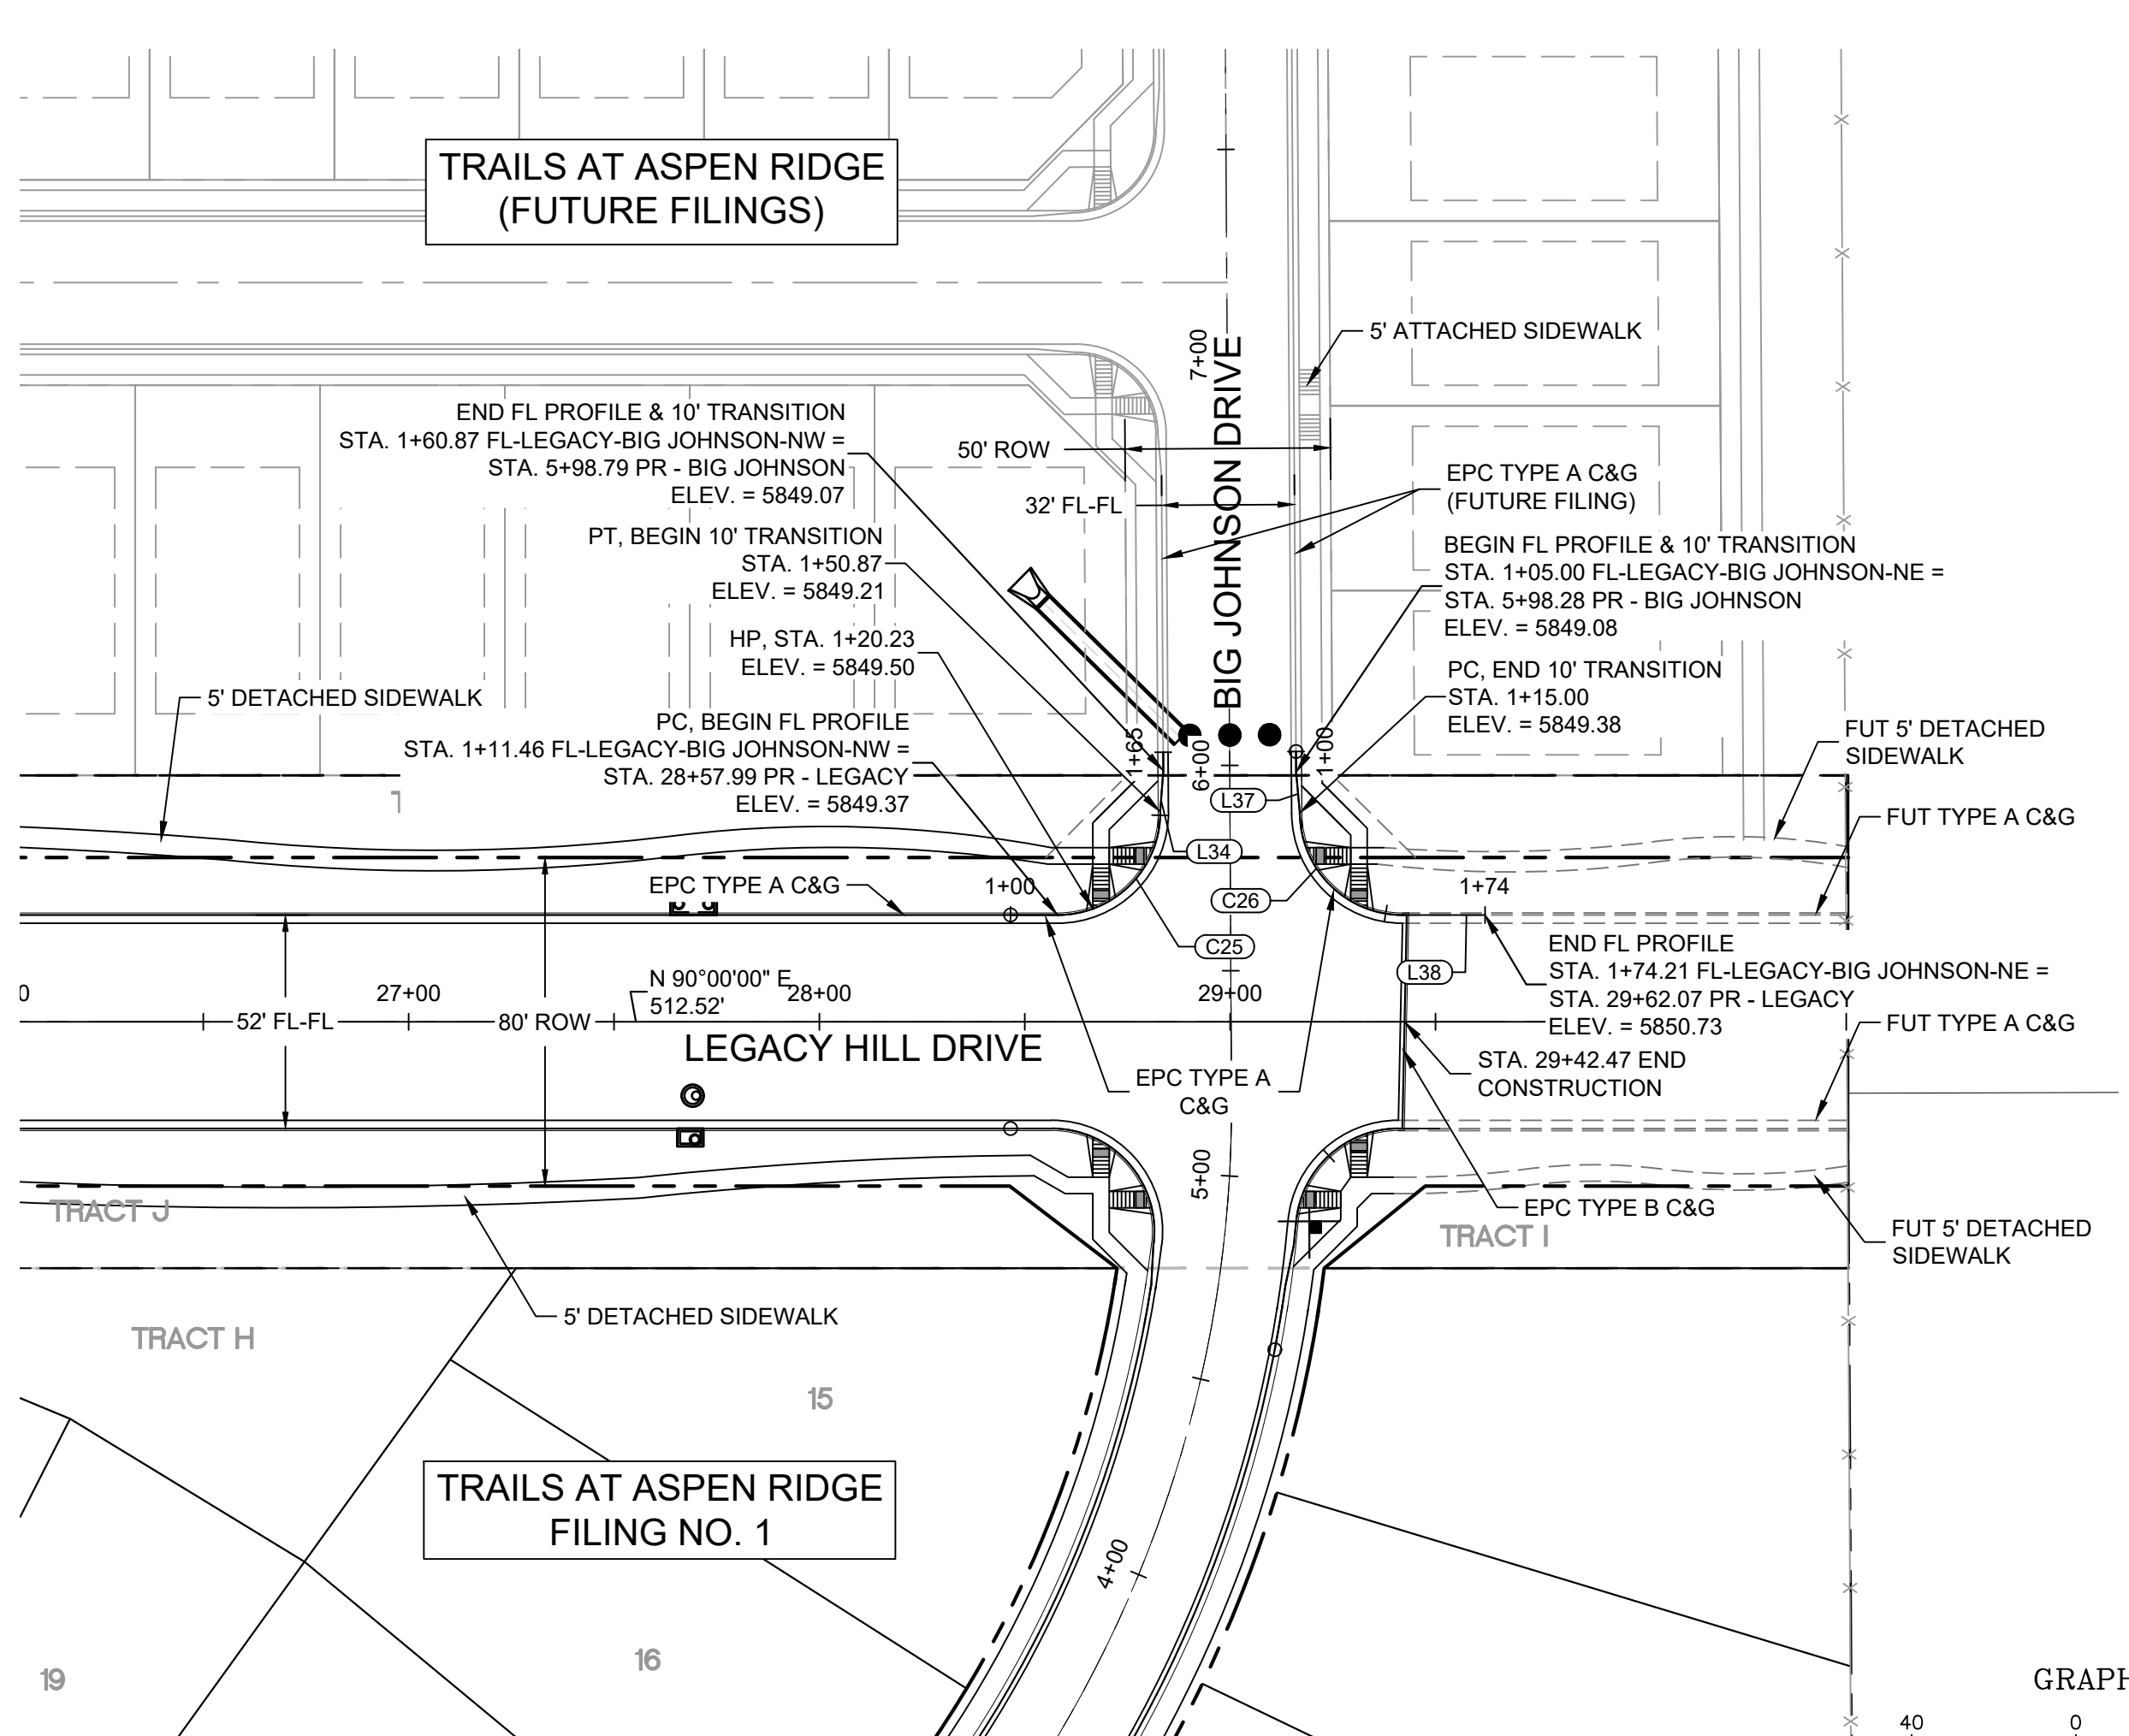 TRAILS AT ASPEN RIDGE
(FUTURE FILINGS)
5' ATTACHED SIDEWALK
7+00
BIG JOHNSON DRIVE
END FL PROFILE & 10' TRANSITION
STA. 1+60.87 FL-LEGACY-BIG JOHNSON-NW =
STA. 5+98.79 PR - BIG JOHNSON
ELEV. = 5849.07
50' ROW
32' FL-FL
EPC TYPE A C&G
(FUTURE FILING)
PT, BEGIN 10' TRANSITION
STA. 1+50.87
ELEV. = 5849.21
BEGIN FL PROFILE & 10' TRANSITION
STA. 1+05.00 FL-LEGACY-BIG JOHNSON-NE =
STA. 5+98.28 PR - BIG JOHNSON
ELEV. = 5849.08
HP, STA. 1+20.23
ELEV. = 5849.50
PC, END 10' TRANSITION
STA. 1+15.00
ELEV. = 5849.38
5' DETACHED SIDEWALK
PC, BEGIN FL PROFILE
STA. 1+11.46 FL-LEGACY-BIG JOHNSON-NW =
STA. 28+57.99 PR - LEGACY
ELEV. = 5849.37
FUT 5' DETACHED
SIDEWALK
1+65
6+00
1+00
L37
FUT TYPE A C&G
L34
EPC TYPE A C&G
1+00
C26
1+74
C25
END FL PROFILE
STA. 1+74.21 FL-LEGACY-BIG JOHNSON-NE =
STA. 29+62.07 PR - LEGACY
ELEV. = 5850.73
L38
0
27+00
N 90°00'00" E
512.52'
28+00
29+00
52' FL-FL
80' ROW
FUT TYPE A C&G
LEGACY HILL DRIVE
STA. 29+42.47 END
CONSTRUCTION
EPC TYPE A
C&G
5+00
TRACT J
EPC TYPE B C&G
TRACT I
FUT 5' DETACHED
SIDEWALK
5' DETACHED SIDEWALK
TRACT H
15
TRAILS AT ASPEN RIDGE
FILING NO. 1
4+00
16
19
GRAPH
40
0